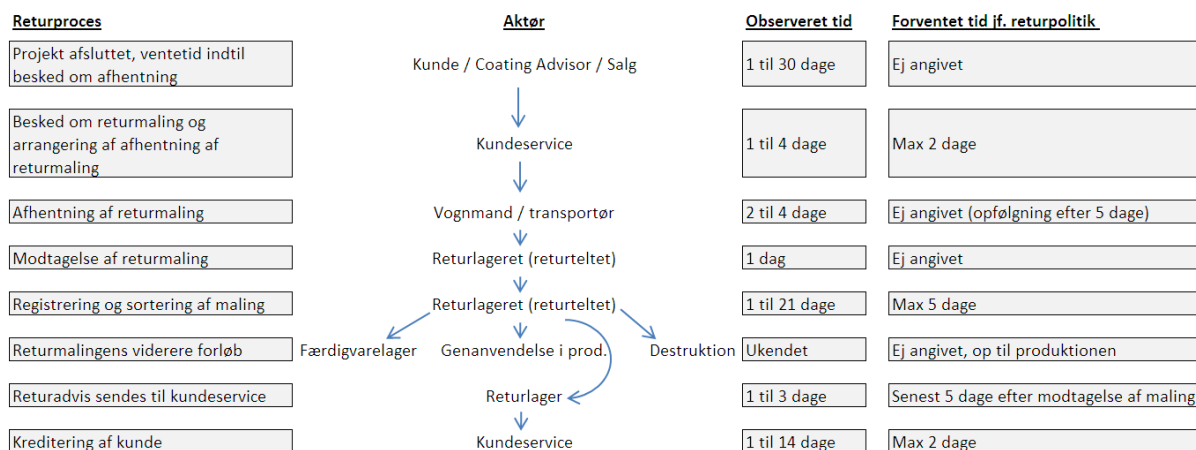 Returproces Aktør Observeret tid Forventet tid jf. returpolitik
Projekt afsluttet, ventetid indtil
besked om afhentning
Kunde / Coating Advisor / Salg
1 til 30 dage
Ej angivet
Besked om returmaling og
arrangering af afhentning af
returmaling
Kundeservice
1 til 4 dage
Max 2 dage
Afhentning af returmaling Vognmand / transportør 2 til 4 dage Ej angivet (opfølgning efter 5 dage)
Modtagelse af returmaling Returlageret (returteltet) 1 dag Ej angivet
Registrering og sortering af maling Returlageret (returteltet) 1 til 21 dage Max 5 dage
Returmalingens viderere forløb Færdigvarelager Genanvendelse i prod. Destruktion Ukendet Ej angivet, op til produktionen
Returadvis sendes til kundeservice Returlager 1 til 3 dage Senest 5 dage efter modtagelse af maling
Kreditering af kunde Kundeservice 1 til 14 dage Max 2 dage